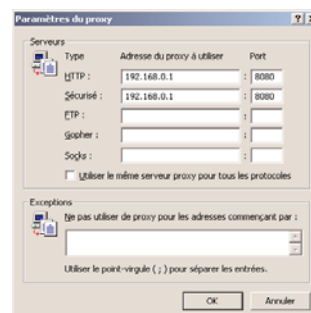 Paramètres du proxy
Serveurs
Type Adresse du proxy à utiliser Port
HTTP : 192.168.0.1 : 8080
Sécurisé : 192.168.0.1 : 8080
FTP : :
Gopher : :
Socks : :
Utiliser le même serveur proxy pour tous les protocoles
Exceptions
Ne pas utiliser de proxy pour les adresses commençant par :
Utiliser le point-virgule ( ; ) pour séparer les entrées.
OK Annuler